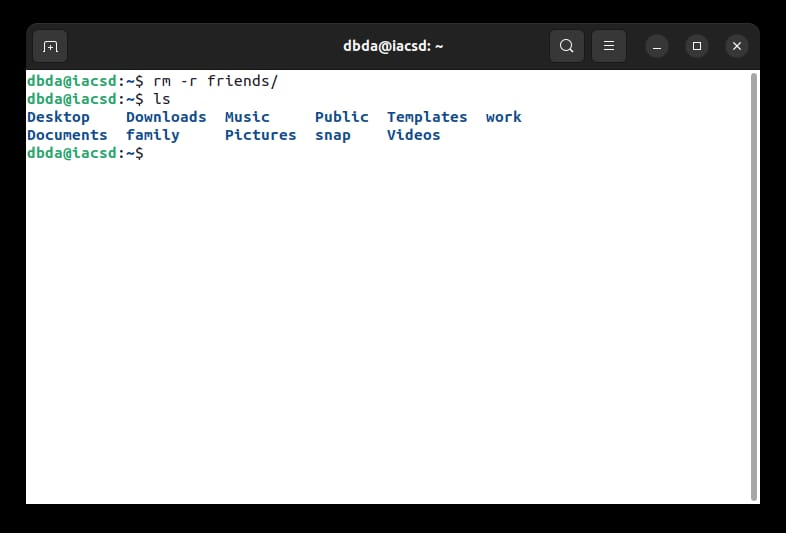 dbda@iacsd: ~
dbda@iacsd:~$ rm -r friends/
dbda@iacsd:~$ ls
Desktop    Downloads  Music     Public  Templates  work
Documents  family     Pictures  snap    Videos
dbda@iacsd:~$